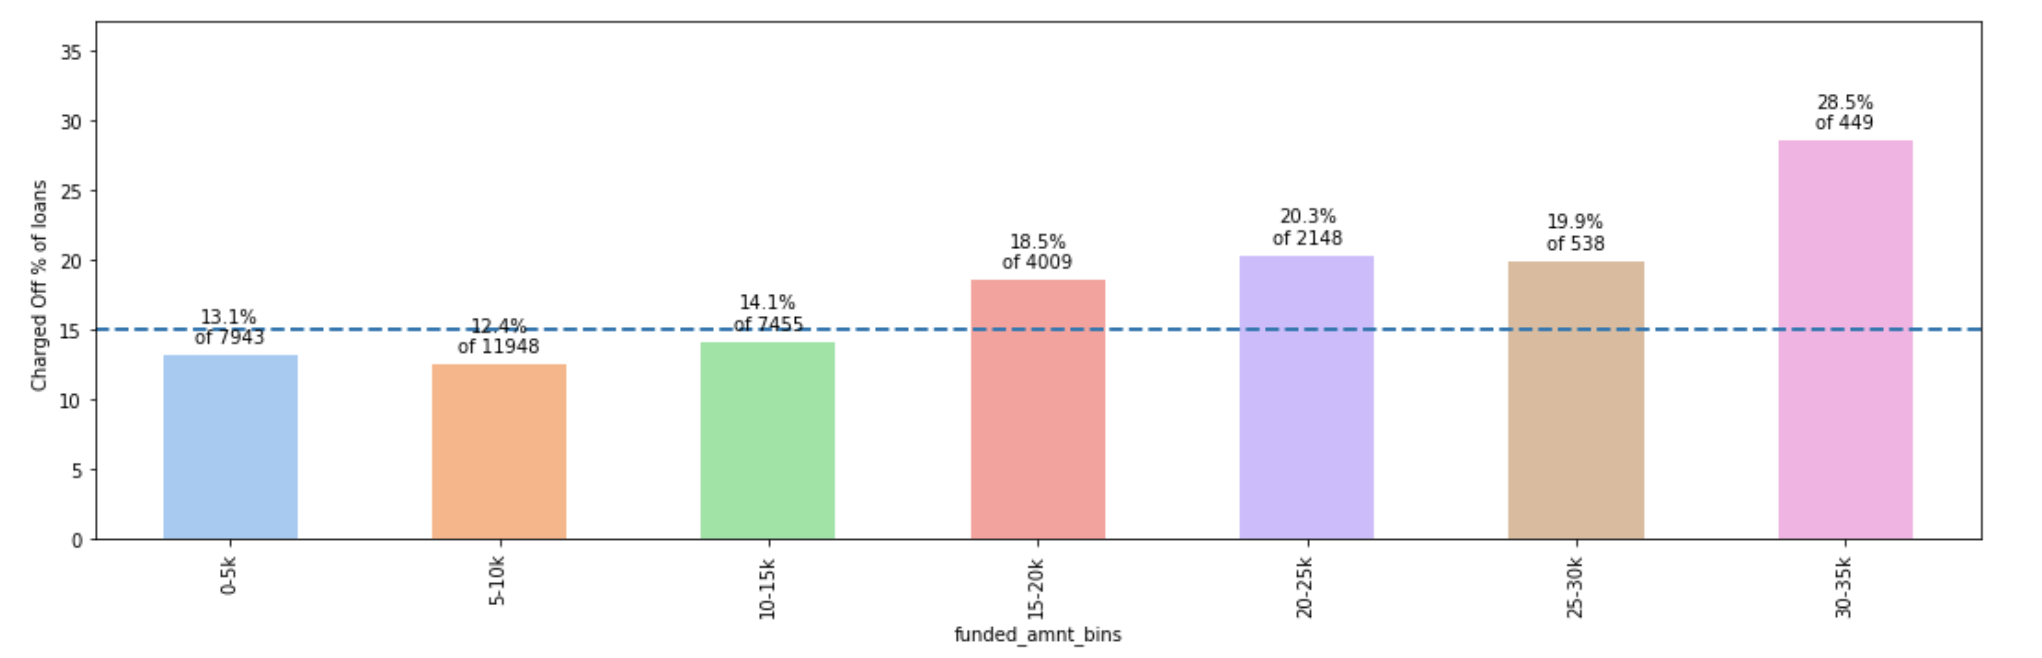 35
30
25
20
15
10
5
0
Charged Off % of loans
13.1%
of 7943
12.4%
of 11948
14.1%
of 7455
18.5%
of 4009
20.3%
of 2148
19.9%
of 538
28.5%
of 449
0-5k
5-10k
10-15k
15-20k
20-25k
25-30k
30-35k
funded_amnt_bins